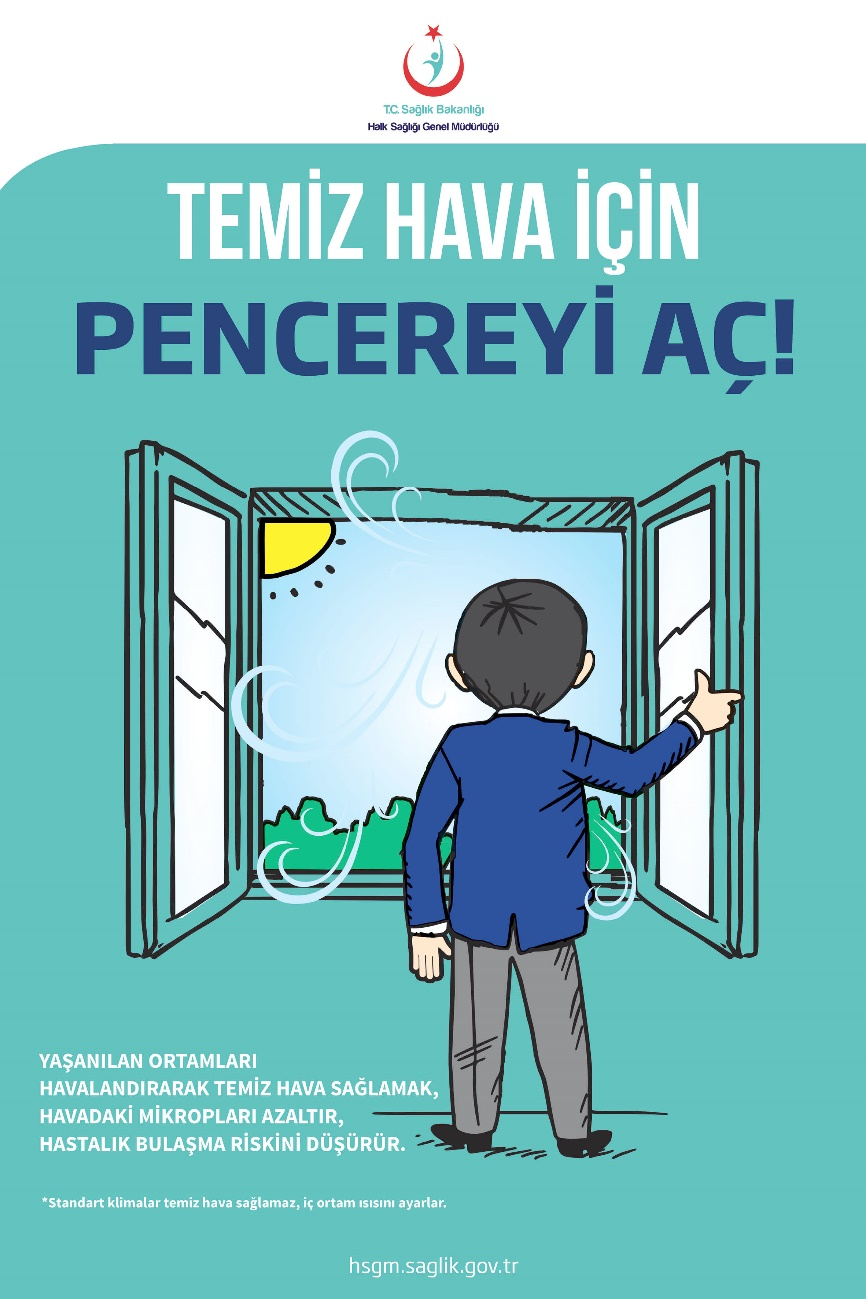 T.C. Sağlık Bakanlığı
Halk Sağlığı Genel Müdürlüğü
TEMİZ HAVA İÇİN
PENCEREYİ AÇ!
YAŞANILAN ORTAMLARI
HAVALANDIRARAK TEMİZ HAVA SAĞLAMAK,
HAVADAKİ MİKROPLARI AZALTIR,
HASTALIK BULAŞMA RİSKİNİ DÜŞÜRÜR.
*Standart klimalar temiz hava sağlamaz, iç ortam ısısını ayarlar.
hsgm.saglik.gov.tr